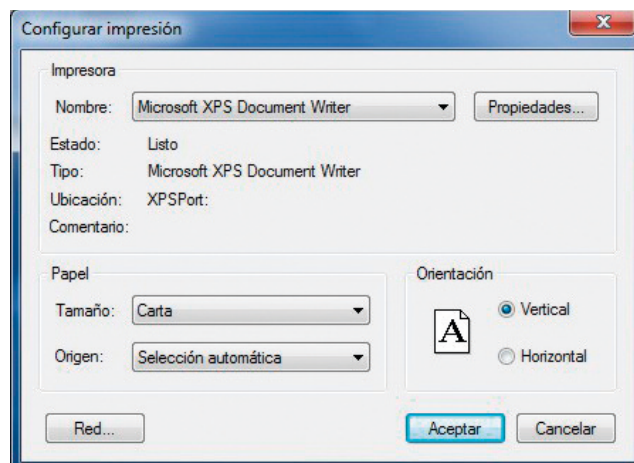 Configurar impresión
Impresora
Nombre: Microsoft XPS Document Writer Propiedades...
Estado: Listo
Tipo: Microsoft XPS Document Writer
Ubicación: XPSPort:
Comentario:
Papel
Tamaño: Carta
Origen: Selección automática
Orientación
A
Vertical
Horizontal
Red... Aceptar Cancelar